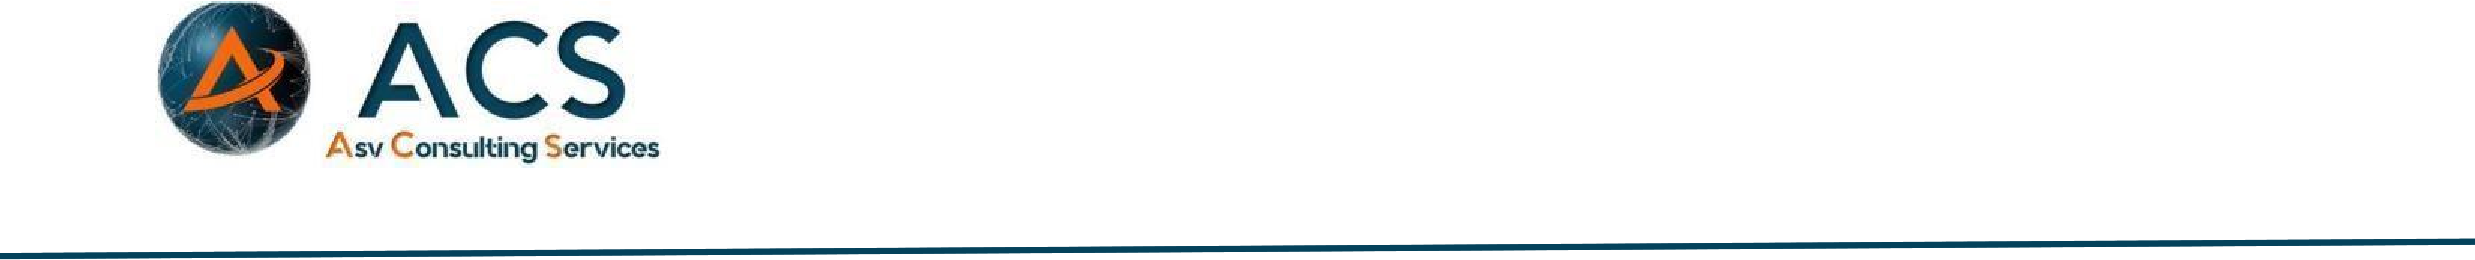 ACS
Asv Consulting Services